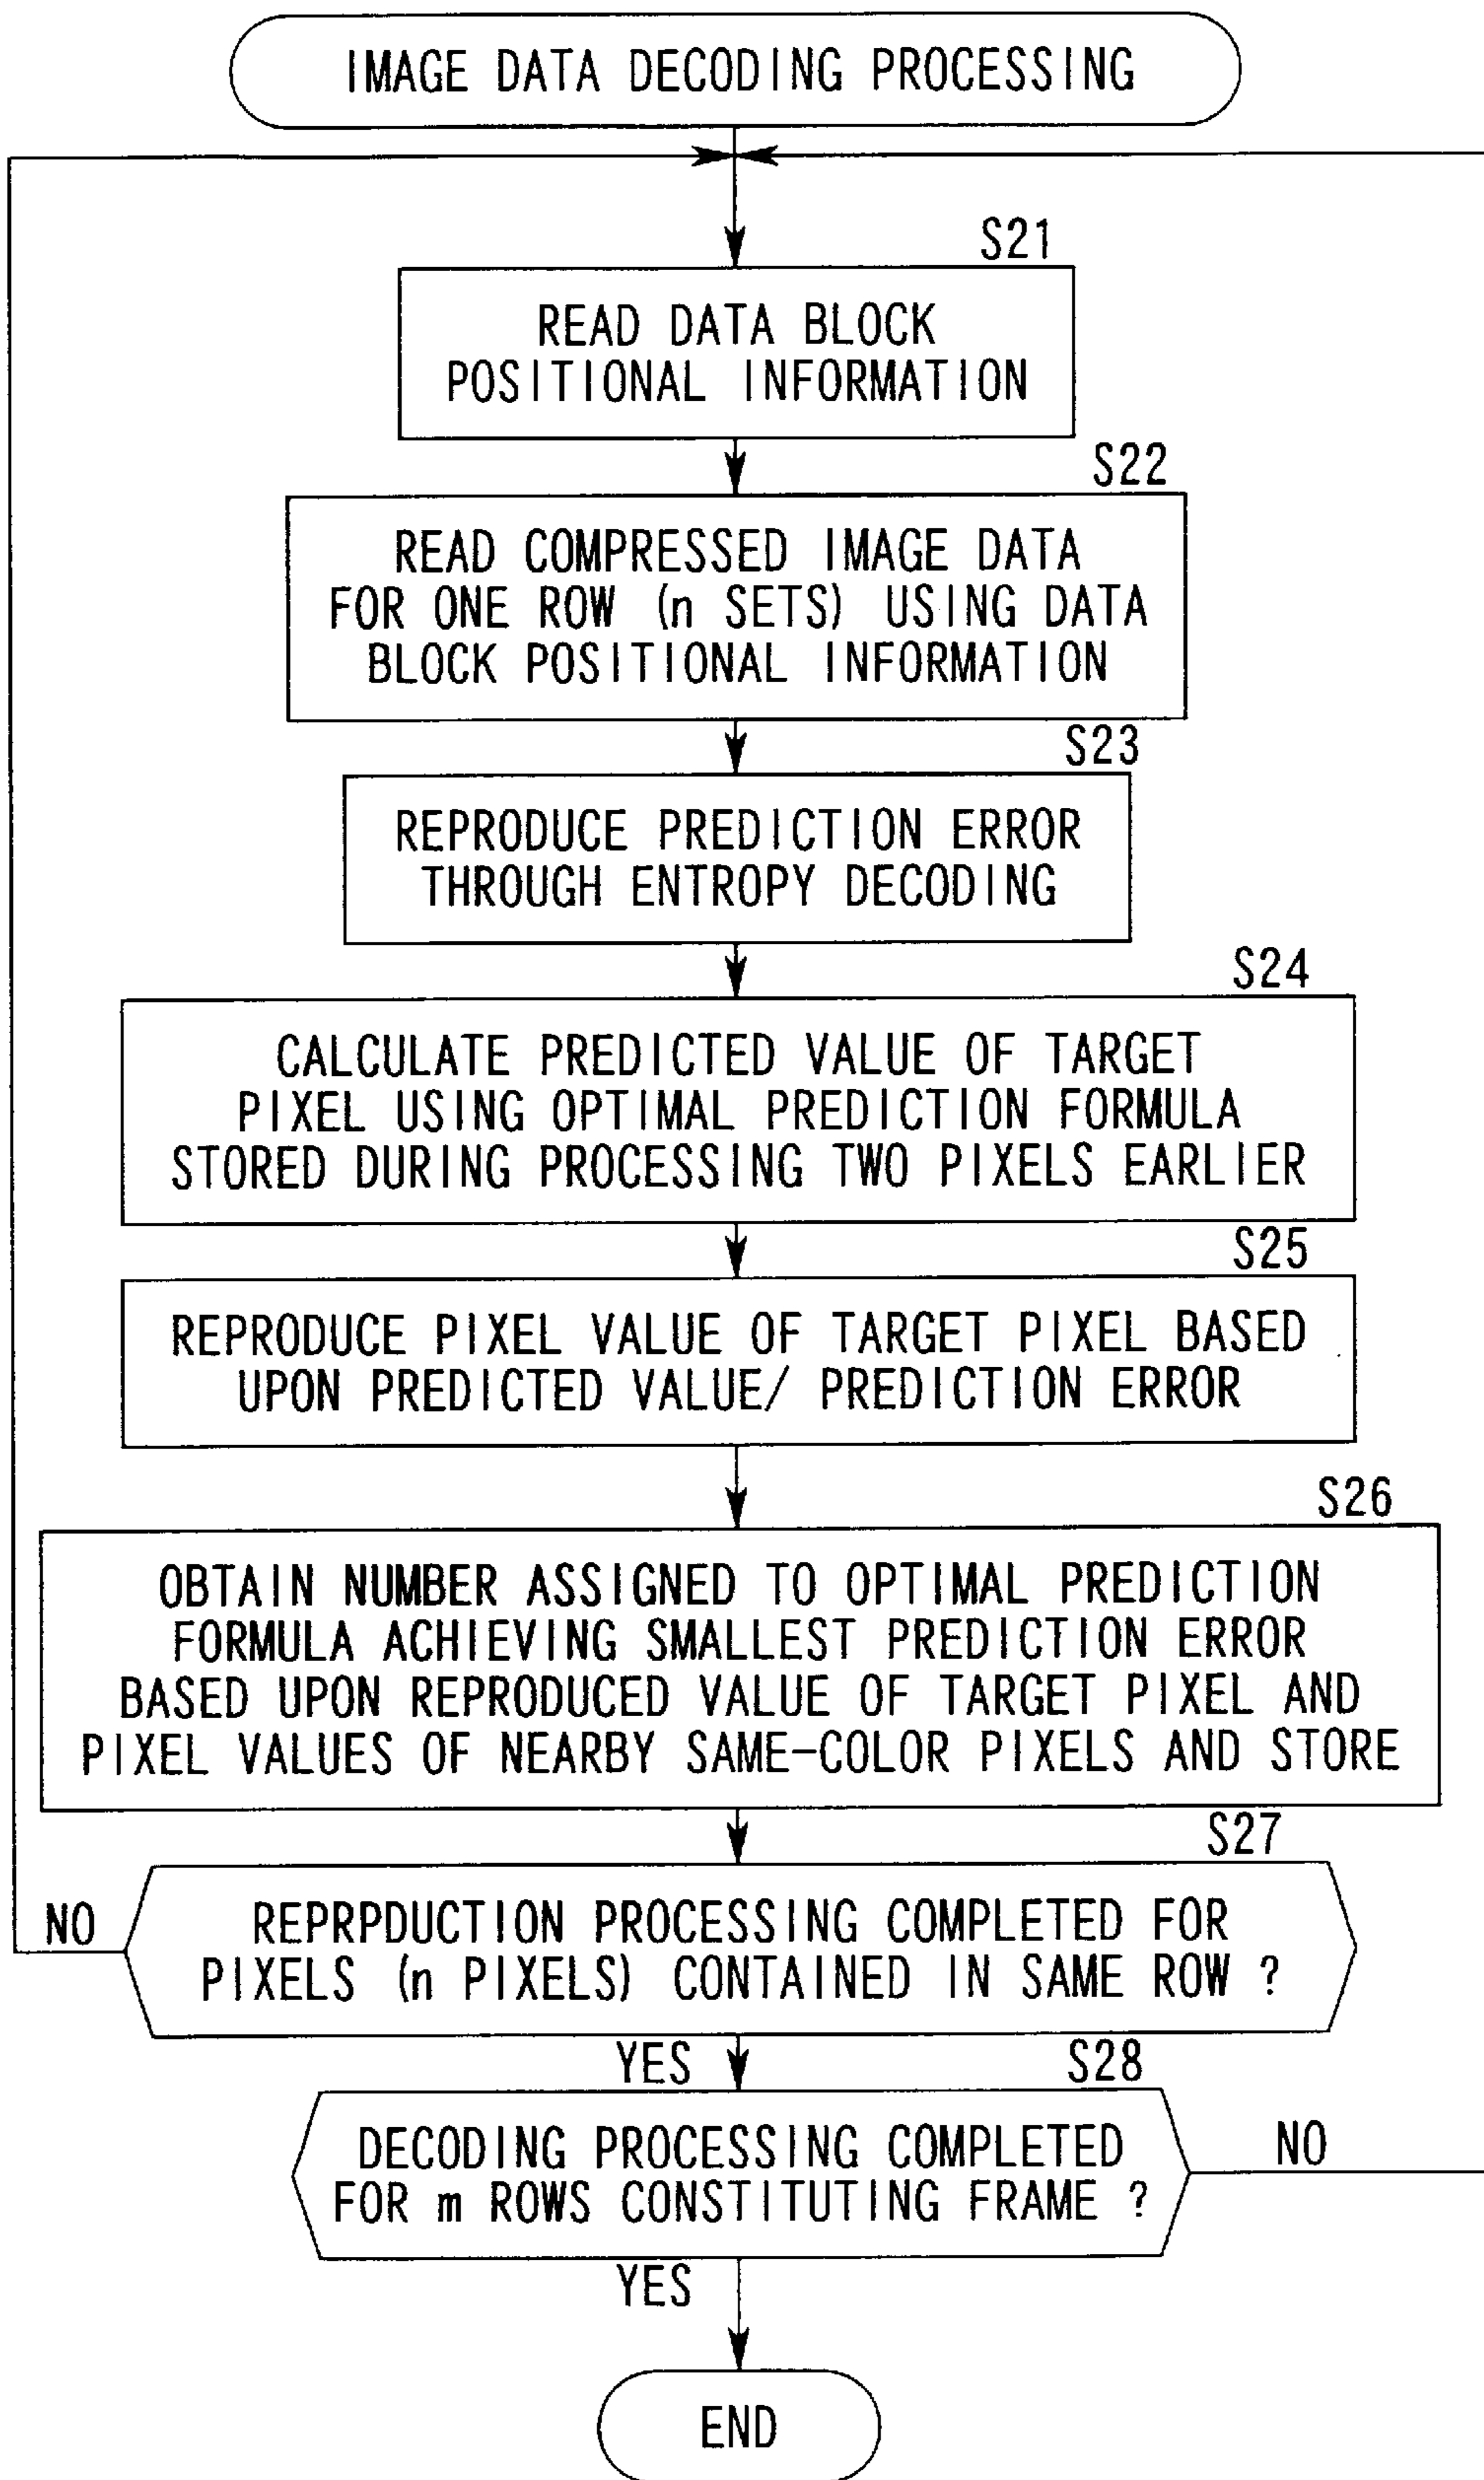 IMAGE DATA DECODING PROCESSING
S21
READ DATA BLOCK
POSITIONAL INFORMATION
S22
READ COMPRESSED IMAGE DATA
FOR ONE ROW (n SETS) USING DATA
BLOCK POSITIONAL INFORMATION
S23
REPRODUCE PREDICTION ERROR
THROUGH ENTROPY DECODING
S24
CALCULATE PREDICTED VALUE OF TARGET
PIXEL USING OPTIMAL PREDICTION FORMULA
STORED DURING PROCESSING TWO PIXELS EARLIER
S25
REPRODUCE PIXEL VALUE OF TARGET PIXEL BASED
UPON PREDICTED VALUE/ PREDICTION ERROR
S26
OBTAIN NUMBER ASSIGNED TO OPTIMAL PREDICTION
FORMULA ACHIEVING SMALLEST PREDICTION ERROR
BASED UPON REPRODUCED VALUE OF TARGET PIXEL AND
PIXEL VALUES OF NEARBY SAME-COLOR PIXELS AND STORE
S27
NO
REPRPDUCTION PROCESSING COMPLETED FOR
PIXELS (n PIXELS) CONTAINED IN SAME ROW ?
YES
S28
DECODING PROCESSING COMPLETED
FOR m ROWS CONSTITUTING FRAME ?
NO
YES
END